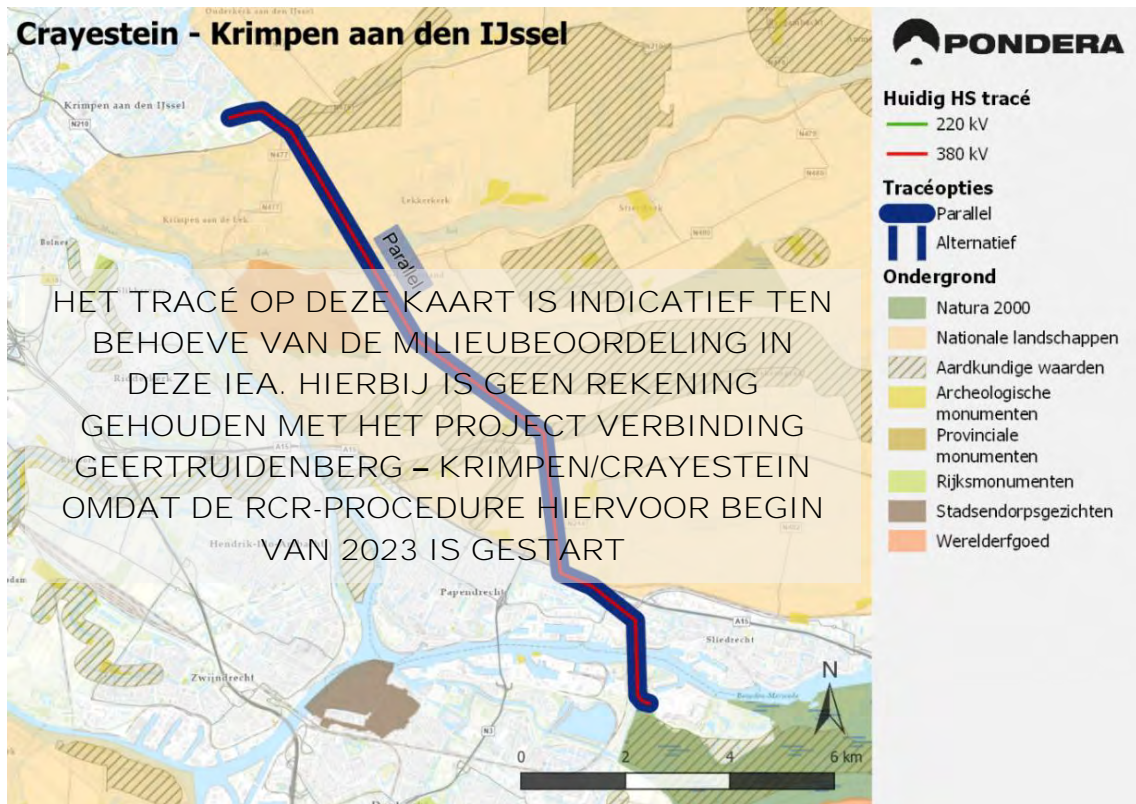 Crayestein - Krimpen aan den IJssel
PONDERA
Huidig HS tracé
220 kV
380 kV
Tracéopties
Parallel
Alternatief
Ondergrond
Natura 2000
Nationale landschappen
Aardkundige waarden
Archeologische
monumenten
Provinciale
monumenten
Rijksmonumenten
Stadsendorpsgezichten
Werelderfgoed
Krimpen aan den IJssel
N210
N477
N477
Krimpen aan de Lek
Lekkerkerk
Lek
Parallel
HET TRACÉ OP DEZE KAART IS INDICATIEF TEN
BEHOEVE VAN DE MILIEUBEOORDELING IN
DEZE IEA. HIERBIJ IS GEEN REKENING
GEHOUDEN MET HET PROJECT VERBINDING
GEERTRUIDENBERG – KRIMPEN/CRAYESTEIN
OMDAT DE RCR-PROCEDURE HIERVOOR BEGIN
VAN 2023 IS GESTART
A15
Papendrecht
A15
Sliedrecht
Zwijndrecht
N3
N
0 2 4 6 km